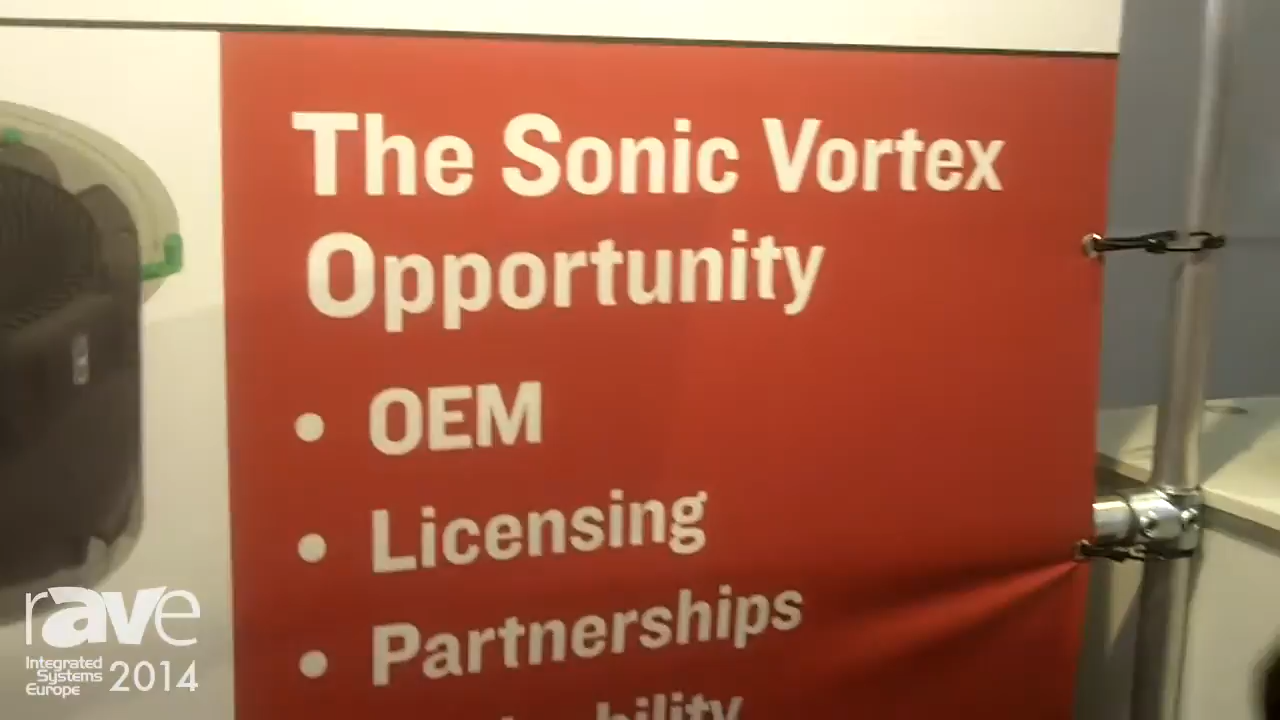 The Sonic Vortex
Opportunity
• OEM
• Licensing
• Partnerships
rAVe
Integrated
Systems
Europe
2014